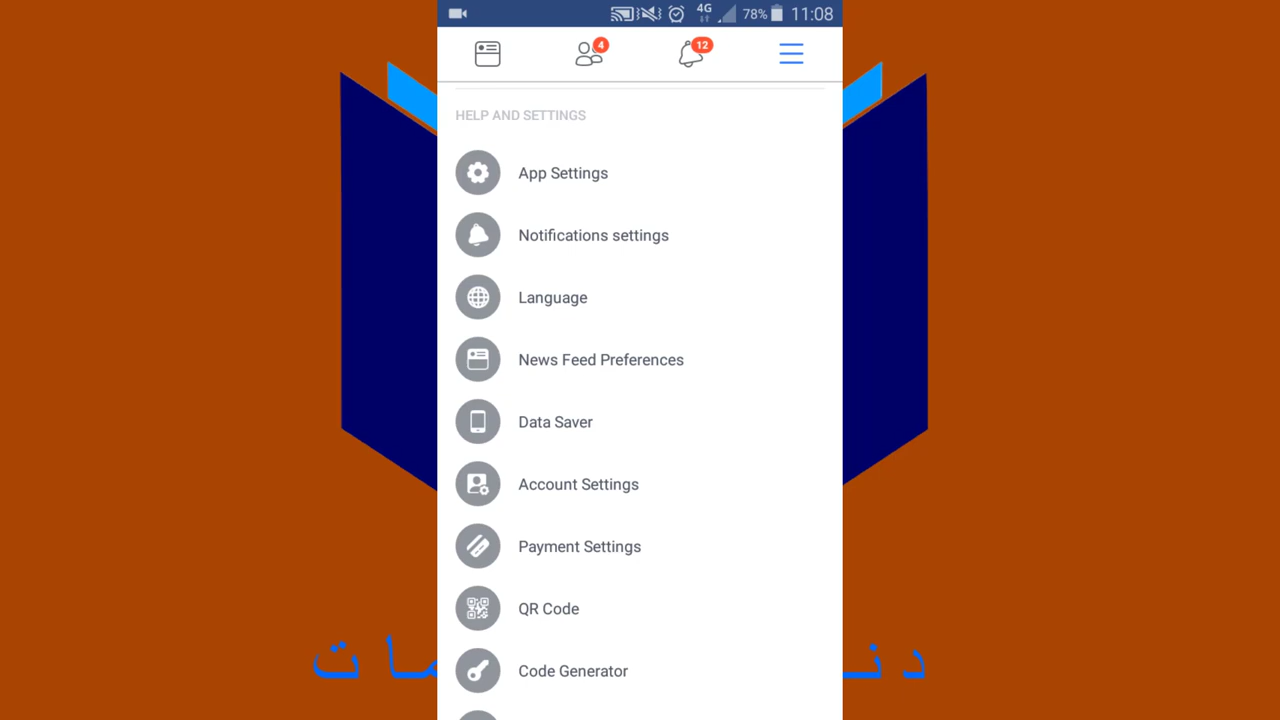 4G 78% 11:08
4 12
HELP AND SETTINGS
App Settings
Notifications settings
Language
News Feed Preferences
Data Saver
Account Settings
Payment Settings
QR Code
Code Generator